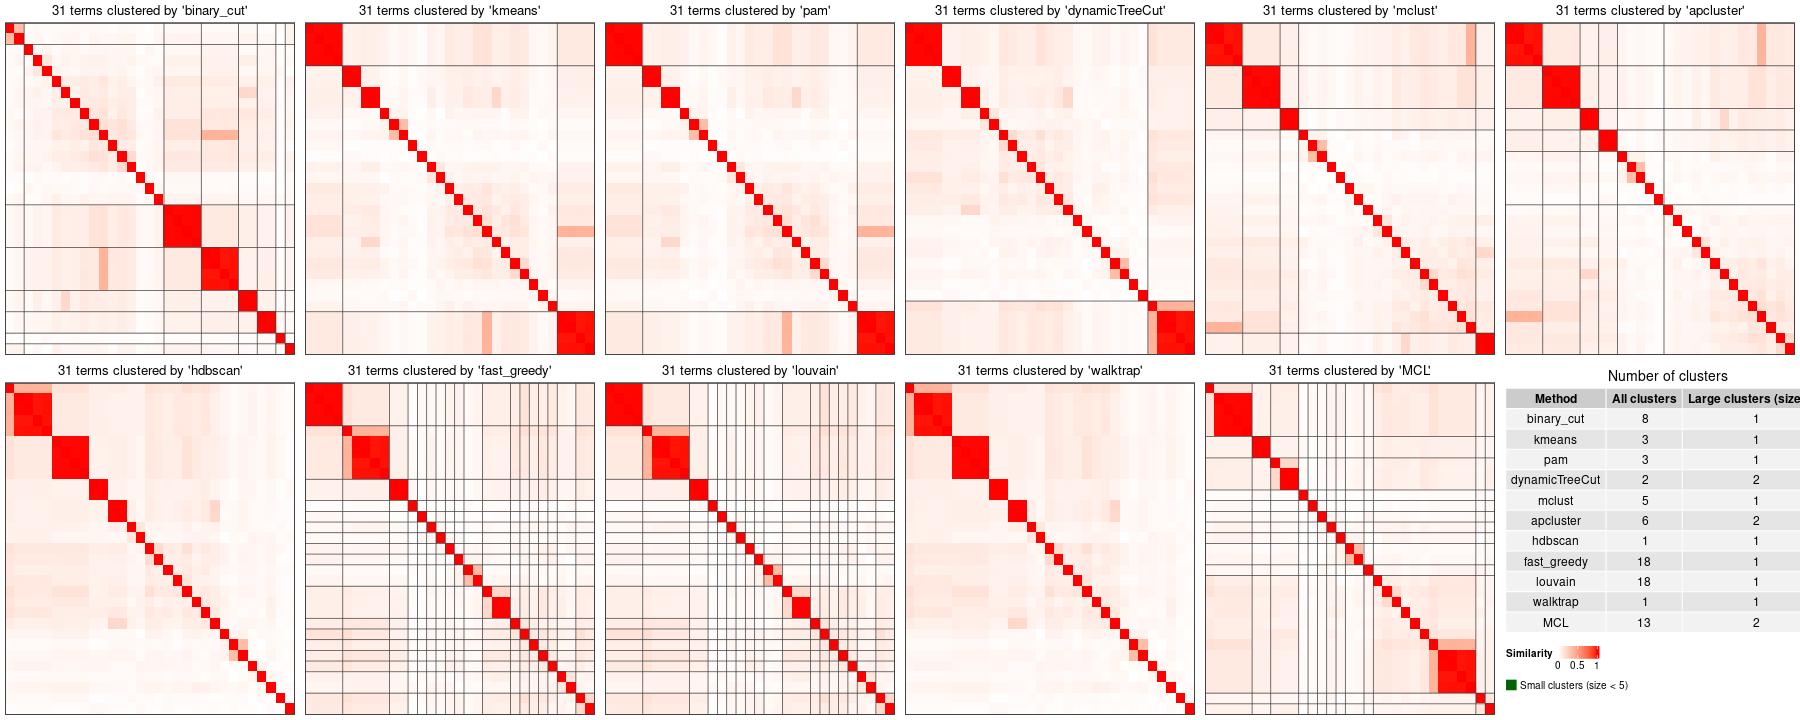 31 terms clustered by 'binary_cut'
31 terms clustered by 'kmeans'
31 terms clustered by 'pam'
31 terms clustered by 'dynamicTreeCut'
31 terms clustered by 'mclust'
31 terms clustered by 'apcluster'
31 terms clustered by 'hdbscan'
31 terms clustered by 'fast_greedy'
31 terms clustered by 'louvain'
31 terms clustered by 'walktrap'
31 terms clustered by 'MCL'
Number of clusters
Method All clusters Large clusters (size
binary_cut 8 1
kmeans 3 1
pam 3 1
dynamicTreeCut 2 2
mclust 5 1
apcluster 6 2
hdbscan 1 1
fast_greedy 18 1
louvain 18 1
walktrap 1 1
MCL 13 2
Similarity
0 0.5 1
Small clusters (size < 5)